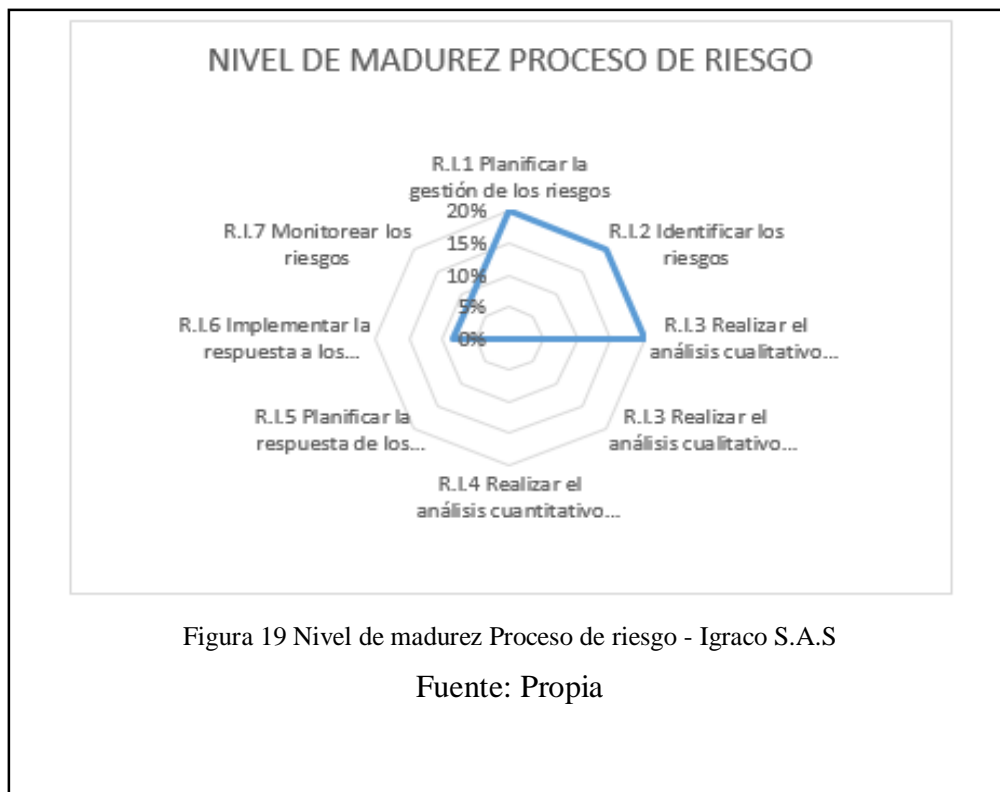 NIVEL DE MADUREZ PROCESO DE RIESGO
R.I.1 Planificar la
gestión de los riesgos
20%
15%
10%
5%
0%
R.I.2 Identificar los
riesgos
R.I.3 Realizar el
análisis cualitativo...
R.I.3 Realizar el
análisis cualitativo...
R.I.4 Realizar el
análisis cuantitativo...
R.I.5 Planificar la
respuesta de los...
R.I.6 Implementar la
respuesta a los...
R.I.7 Monitorear los
riesgos
Figura 19 Nivel de madurez Proceso de riesgo - Igraco S.A.S
Fuente: Propia